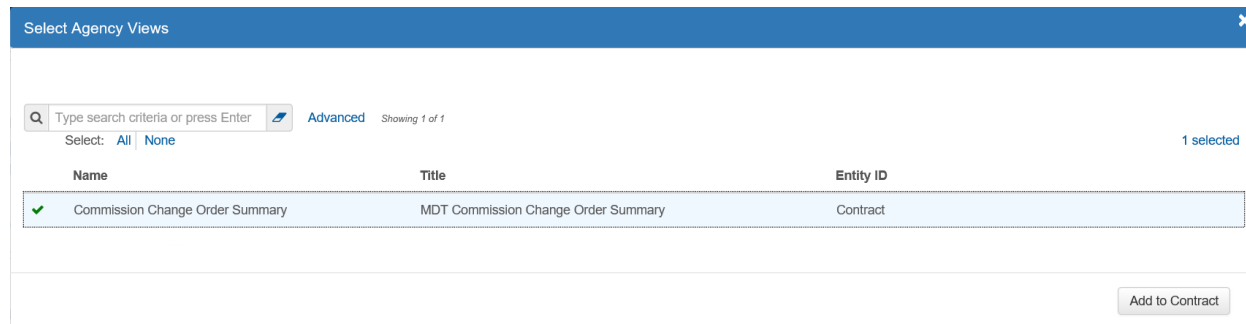 Select Agency Views
Type search criteria or press Enter Advanced Showing 1 of 1
Select: All None 1 selected
Name Title Entity ID
Commission Change Order Summary MDT Commission Change Order Summary Contract
Add to Contract